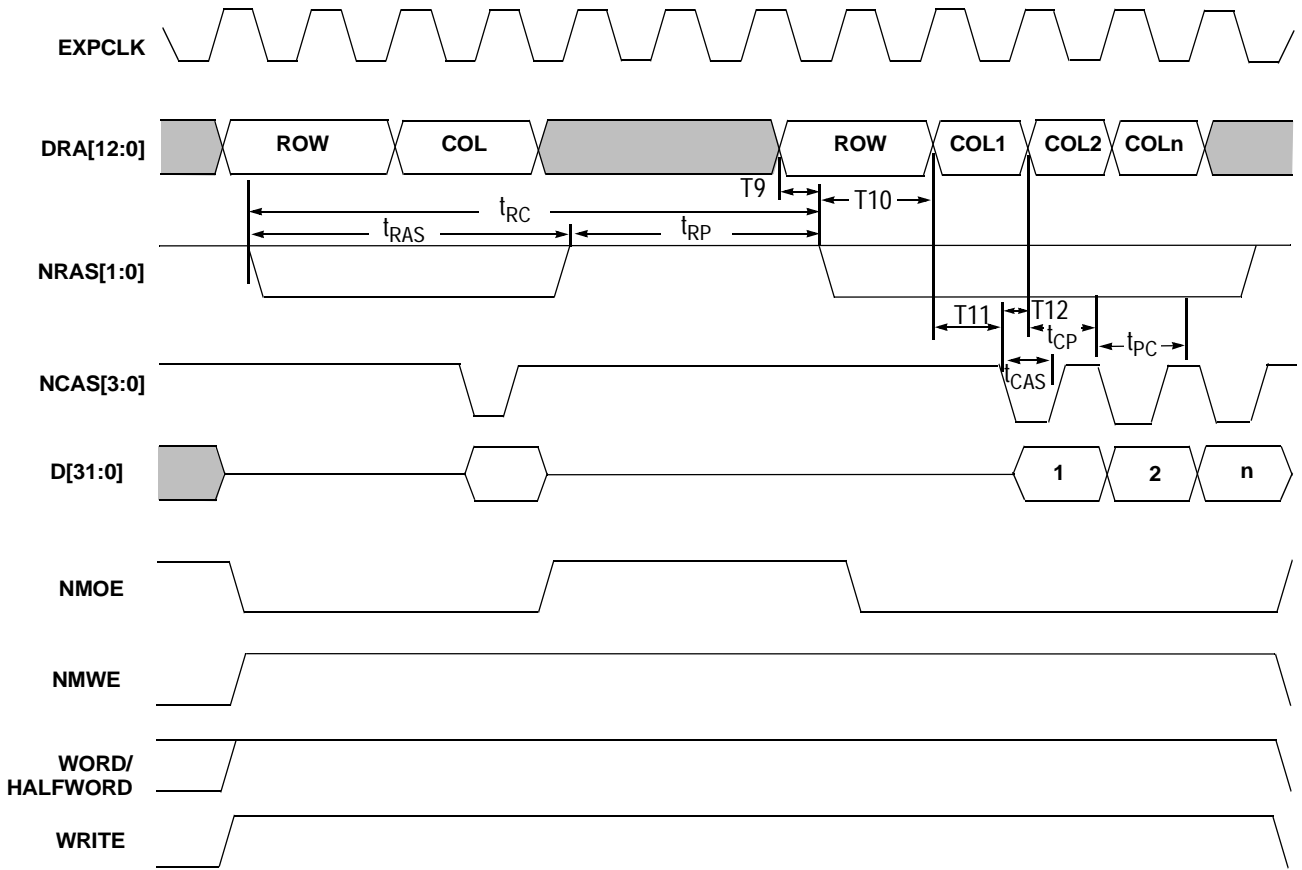 EXPCLK
DRA[12:0]
ROW
COL
ROW
COL1
COL2
COLn
T9
T10
tRC
tRAS
tRP
NRAS[1:0]
T11
T12
tCP
tPC
tCAS
NCAS[3:0]
D[31:0]
1
2
n
NMOE
NMWE
WORD/
HALFWORD
WRITE